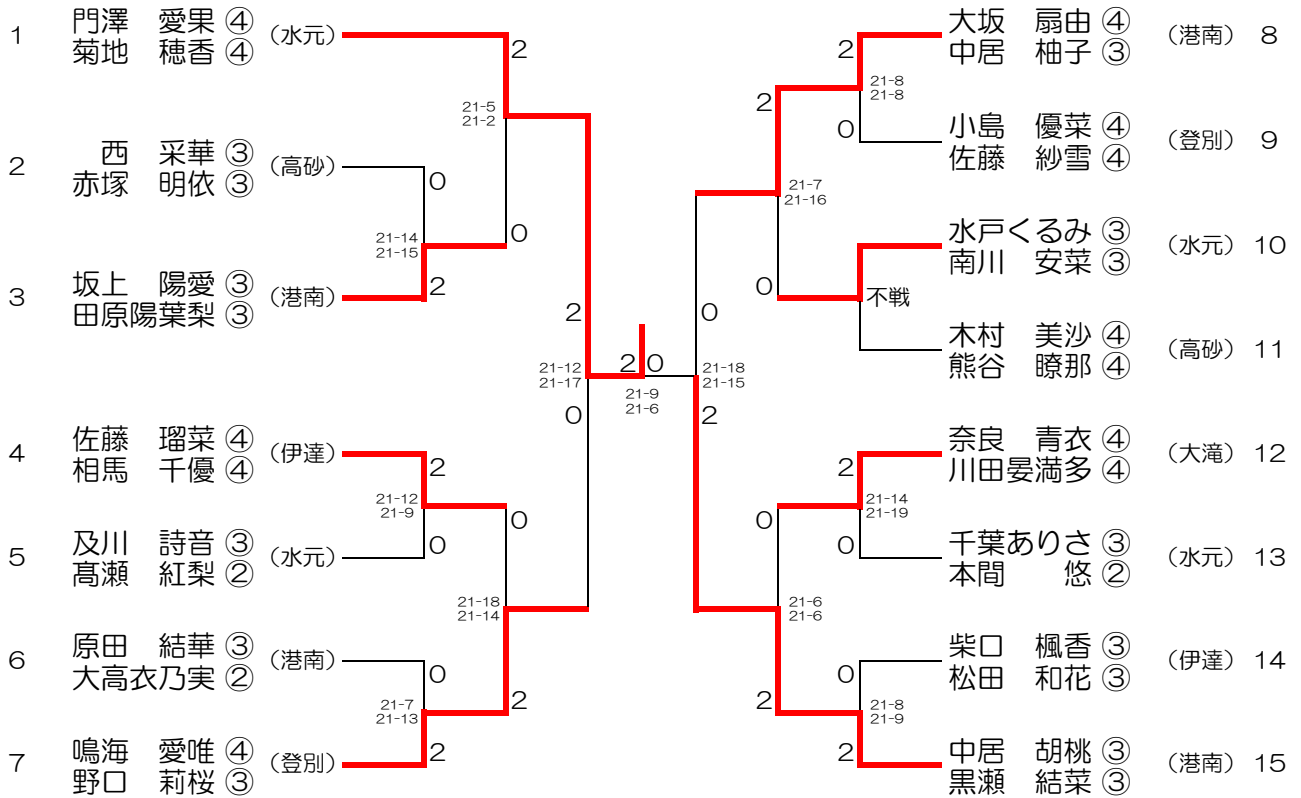 1 門澤 愛果 ④ (水元)
菊地 穂香 ④
2
21-5
21-2
2 西 采華 ③ (高砂)
赤塚 明依 ③
0
21-14
21-15
0
3 坂上 陽愛 ③ (港南)
田原陽葉梨 ③
2
2
21-12
21-17
0
4 佐藤 瑠菜 ④ (伊達)
相馬 千優 ④
2
21-12
21-9
0
5 及川 詩音 ③ (水元)
髙瀬 紅梨 ②
0
21-18
21-14
6 原田 結華 ③ (港南)
大高衣乃実 ②
0
21-7
21-13
2
7 鳴海 愛唯 ④ (登別)
野口 莉桜 ③
2
2 0
21-9
21-6
大坂 扇由 ④ (港南) 8
中居 柚子 ③
2
21-8
21-8
2
0
小島 優菜 ④ (登別) 9
佐藤 紗雪 ④
21-7
21-16
水戸くるみ ③ (水元) 10
南川 安菜 ③
0
不戦
0
木村 美沙 ④ (高砂) 11
熊谷 瞭那 ④
21-18
21-15
2
奈良 青衣 ④ (大滝) 12
川田晏満多 ④
2
21-14
21-19
0
0
千葉ありさ ③ (水元) 13
本間 悠 ②
21-6
21-6
柴口 楓香 ③ (伊達) 14
松田 和花 ③
0
2
21-8
21-9
2
中居 胡桃 ③ (港南) 15
黒瀬 結菜 ③